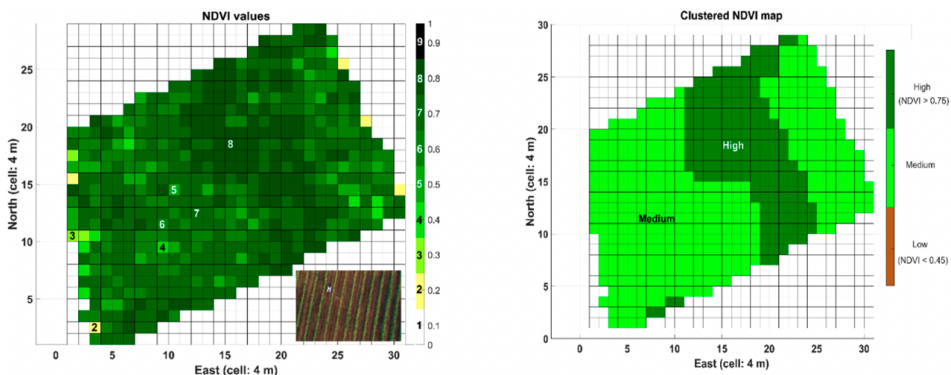 NDVI values
North (cell: 4 m)
25
20
15
10
5
0 5 10 15 20 25 30
East (cell: 4 m)
8
5
7
6
3
4
2
9
8
7
6
5
4
3
2
1
1
0.9
0.8
0.7
0.6
0.5
0.4
0.3
0.2
0.1
0
Clustered NDVI map
North (cell: 4 m)
30
25
20
15
10
5
0
0 5 10 15 20 25 30
East (cell: 4 m)
High
Medium
High
(NDVI > 0.75)
Medium
Low
(NDVI < 0.45)